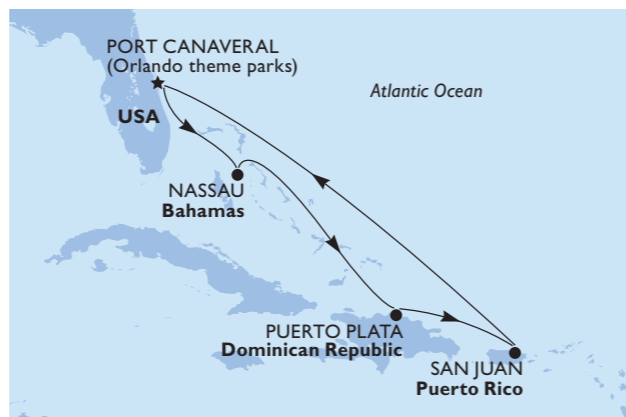 PORT CANAVERAL
(Orlando theme parks)
Atlantic Ocean
USA
NASSAU
Bahamas
PUERTO PLATA
Dominican Republic
SAN JUAN
Puerto Rico